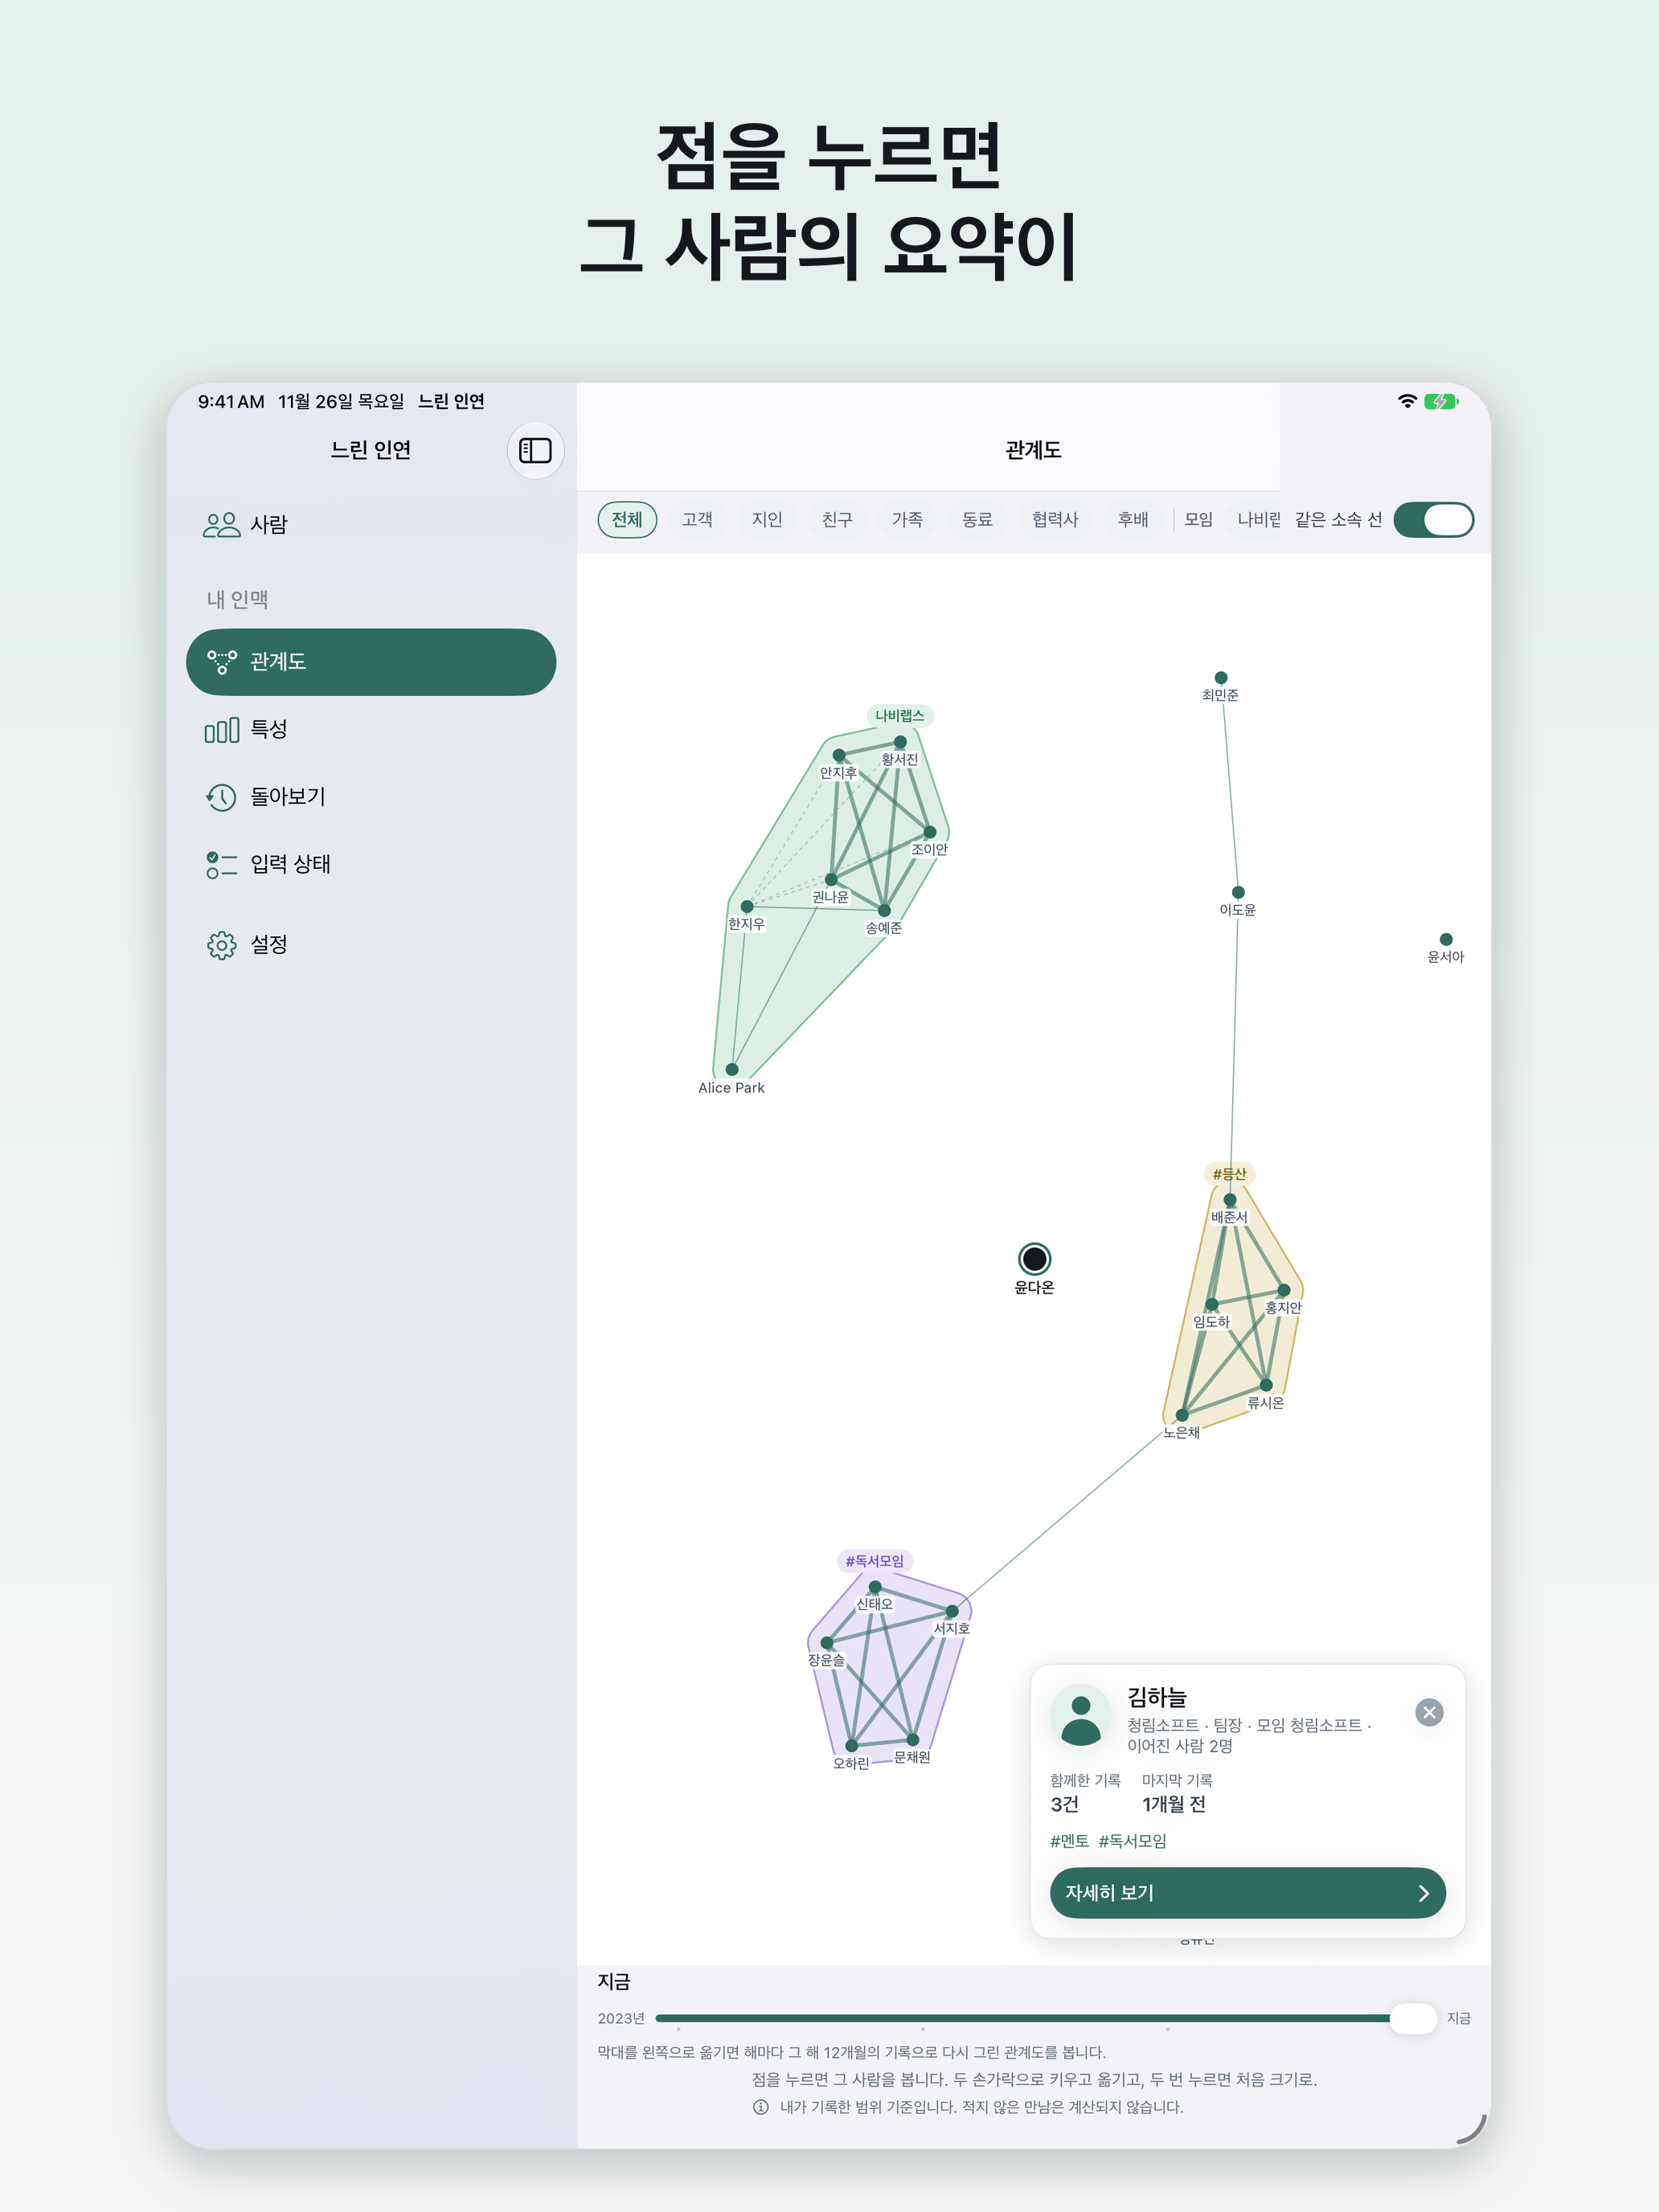 점을 누르면
그 사람의 요약이
9:41 AM 11월 26일 목요일 느린 인연
느린 인연
관계도
사람
내 인맥
관계도
특성
돌아보기
입력 상태
설정
전체 고객 지인 친구 가족 동료 협력사 후배 모임 같은 소속 선
최민준
나비랩스
황서진
안지후
조이안
권나윤
한지우
송예준
이도윤
윤서아
Alice Park
#등산
배준서
윤다온
홍지안
임도하
류시온
노은채
#독서모임
신태오
서지호
장윤슬
오하린
문채원
김하늘
청림소프트 · 팀장 · 모임 청림소프트 ·
이어진 사람 2명
함께한 기록 마지막 기록
3건 1개월 전
#멘토 #독서모임
자세히 보기
지금
2023년 지금
막대를 왼쪽으로 옮기면 해마다 그 해 12개월의 기록으로 다시 그린 관계도를 봅니다.
점을 누르면 그 사람을 봅니다. 두 손가락으로 키우고 옮기고, 두 번 누르면 처음 크기로.
내가 기록한 범위 기준입니다. 적지 않은 만남은 계산되지 않습니다.